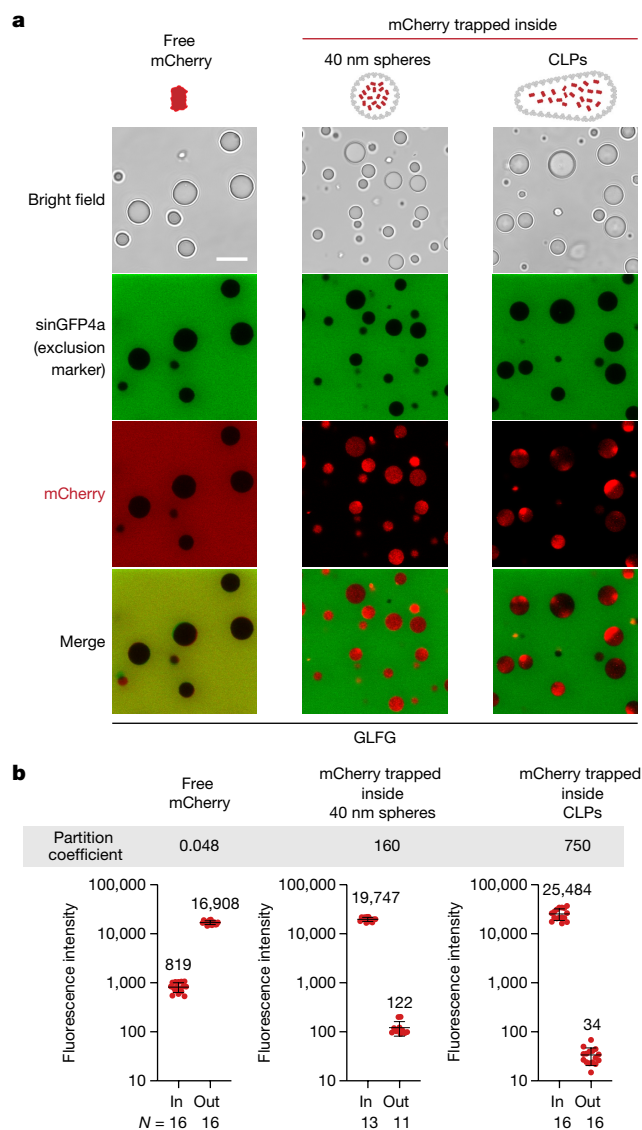 a
mCherry trapped inside
Free
mCherry
40 nm spheres
CLPs
Bright field
sinGFP4a
(exclusion
marker)
mCherry
Merge
GLFG
b
Free
mCherry
mCherry trapped
inside
40 nm spheres
mCherry trapped
inside
CLPs
Partition
coefficient
0.048
160
750
Fluorescence intensity
100,000
10,000
1,000
100
10
819
16,908
In Out
N = 16 16
Fluorescence intensity
100,000
10,000
1,000
100
10
19,747
122
In Out
13 11
Fluorescence intensity
100,000
10,000
1,000
100
10
25,484
34
In Out
16 16